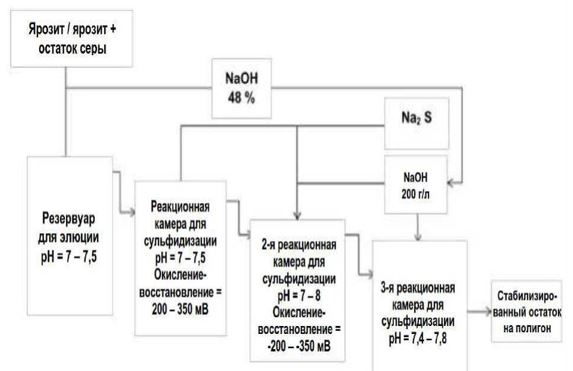 Ярозит / ярозит +
остаток серы
NaOH
48 %
Na₂ S
NaOH
200 г/л
Резервуар
для элюции
pH = 7 – 7,5
Реакционная
камера для
сульфидизации
pH = 7 – 7,5
Окисление-
восстановление =
200 – 350 мВ
2-я реакционная
камера для
сульфидизации
pH = 7 – 8
Окисление-
восстановление =
-200 – -350 мВ
3-я реакционная
камера для
сульфидизации
pH = 7,4 – 7,8
Стабилизиро-
ванный остаток
на полигон